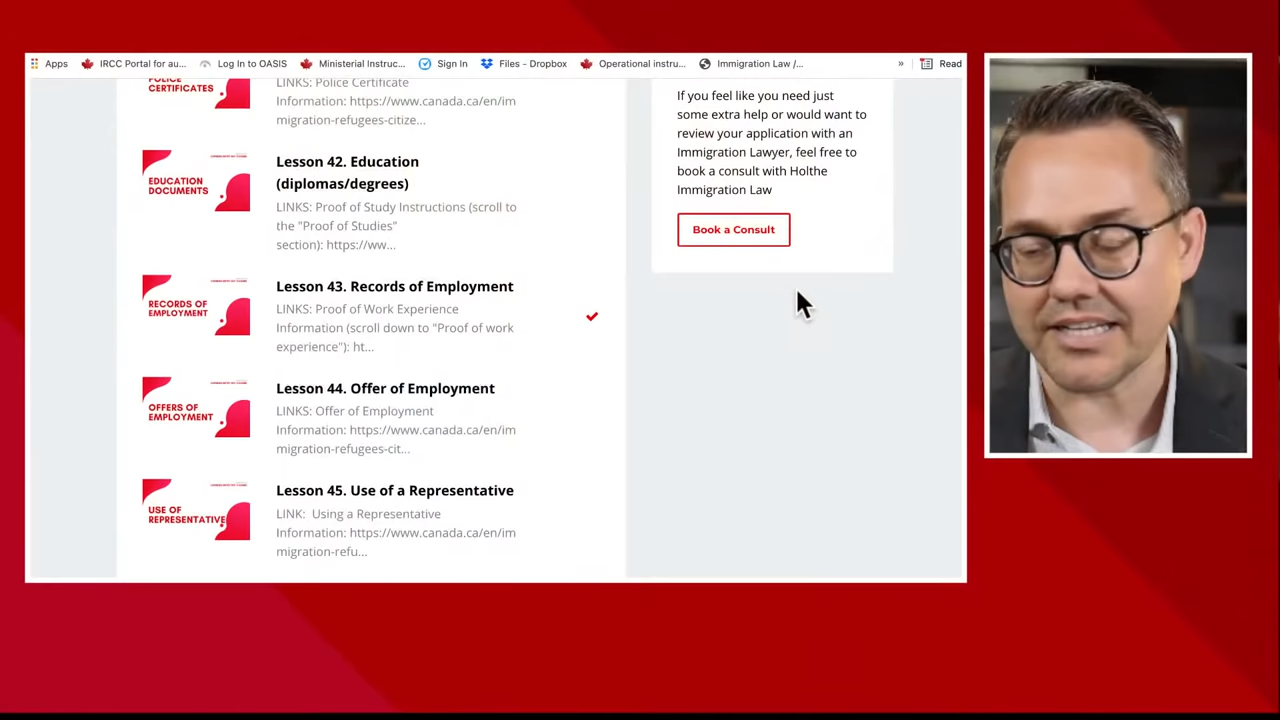 Apps
IRCC Portal for au...
Log In to OASIS
Ministerial Instruc...
Sign In
Files - Dropbox
Operational instru...
Immigration Law /...
»
Read
POLICE
CERTIFICATES
LINKS: Police Certificate
Information: https://www.canada.ca/en/im
migration-refugees-citize...
EDUCATION
DOCUMENTS
Lesson 42. Education
(diplomas/degrees)
LINKS: Proof of Study Instructions (scroll to
the "Proof of Studies"
section): https://ww...
RECORDS OF
EMPLOYMENT
Lesson 43. Records of Employment
LINKS: Proof of Work Experience
Information (scroll down to "Proof of work
experience"): ht...
OFFERS OF
EMPLOYMENT
Lesson 44. Offer of Employment
LINKS: Offer of Employment
Information: https://www.canada.ca/en/im
migration-refugees-cit...
USE OF
REPRESENTATIVE
Lesson 45. Use of a Representative
LINK: Using a Representative
Information: https://www.canada.ca/en/im
migration-refu...
If you feel like you need just
some extra help or would want to
review your application with an
Immigration Lawyer, feel free to
book a consult with Holthe
Immigration Law
Book a Consult